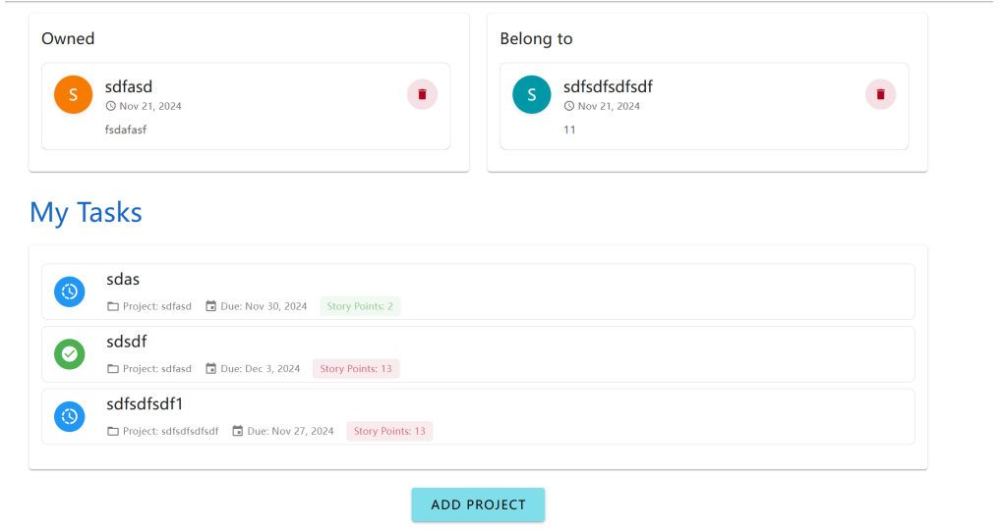 Owned
S
sdfasd
Nov 21, 2024
fsdafasf
Belong to
S
sdfsdfsdfsdf
Nov 21, 2024
11
My Tasks
sdas
Project: sdfasd Due: Nov 30, 2024 Story Points: 2
sdsdf
Project: sdfasd Due: Dec 3, 2024 Story Points: 13
sdfsdfsdf1
Project: sdfsdfsdfsdf Due: Nov 27, 2024 Story Points: 13
ADD PROJECT